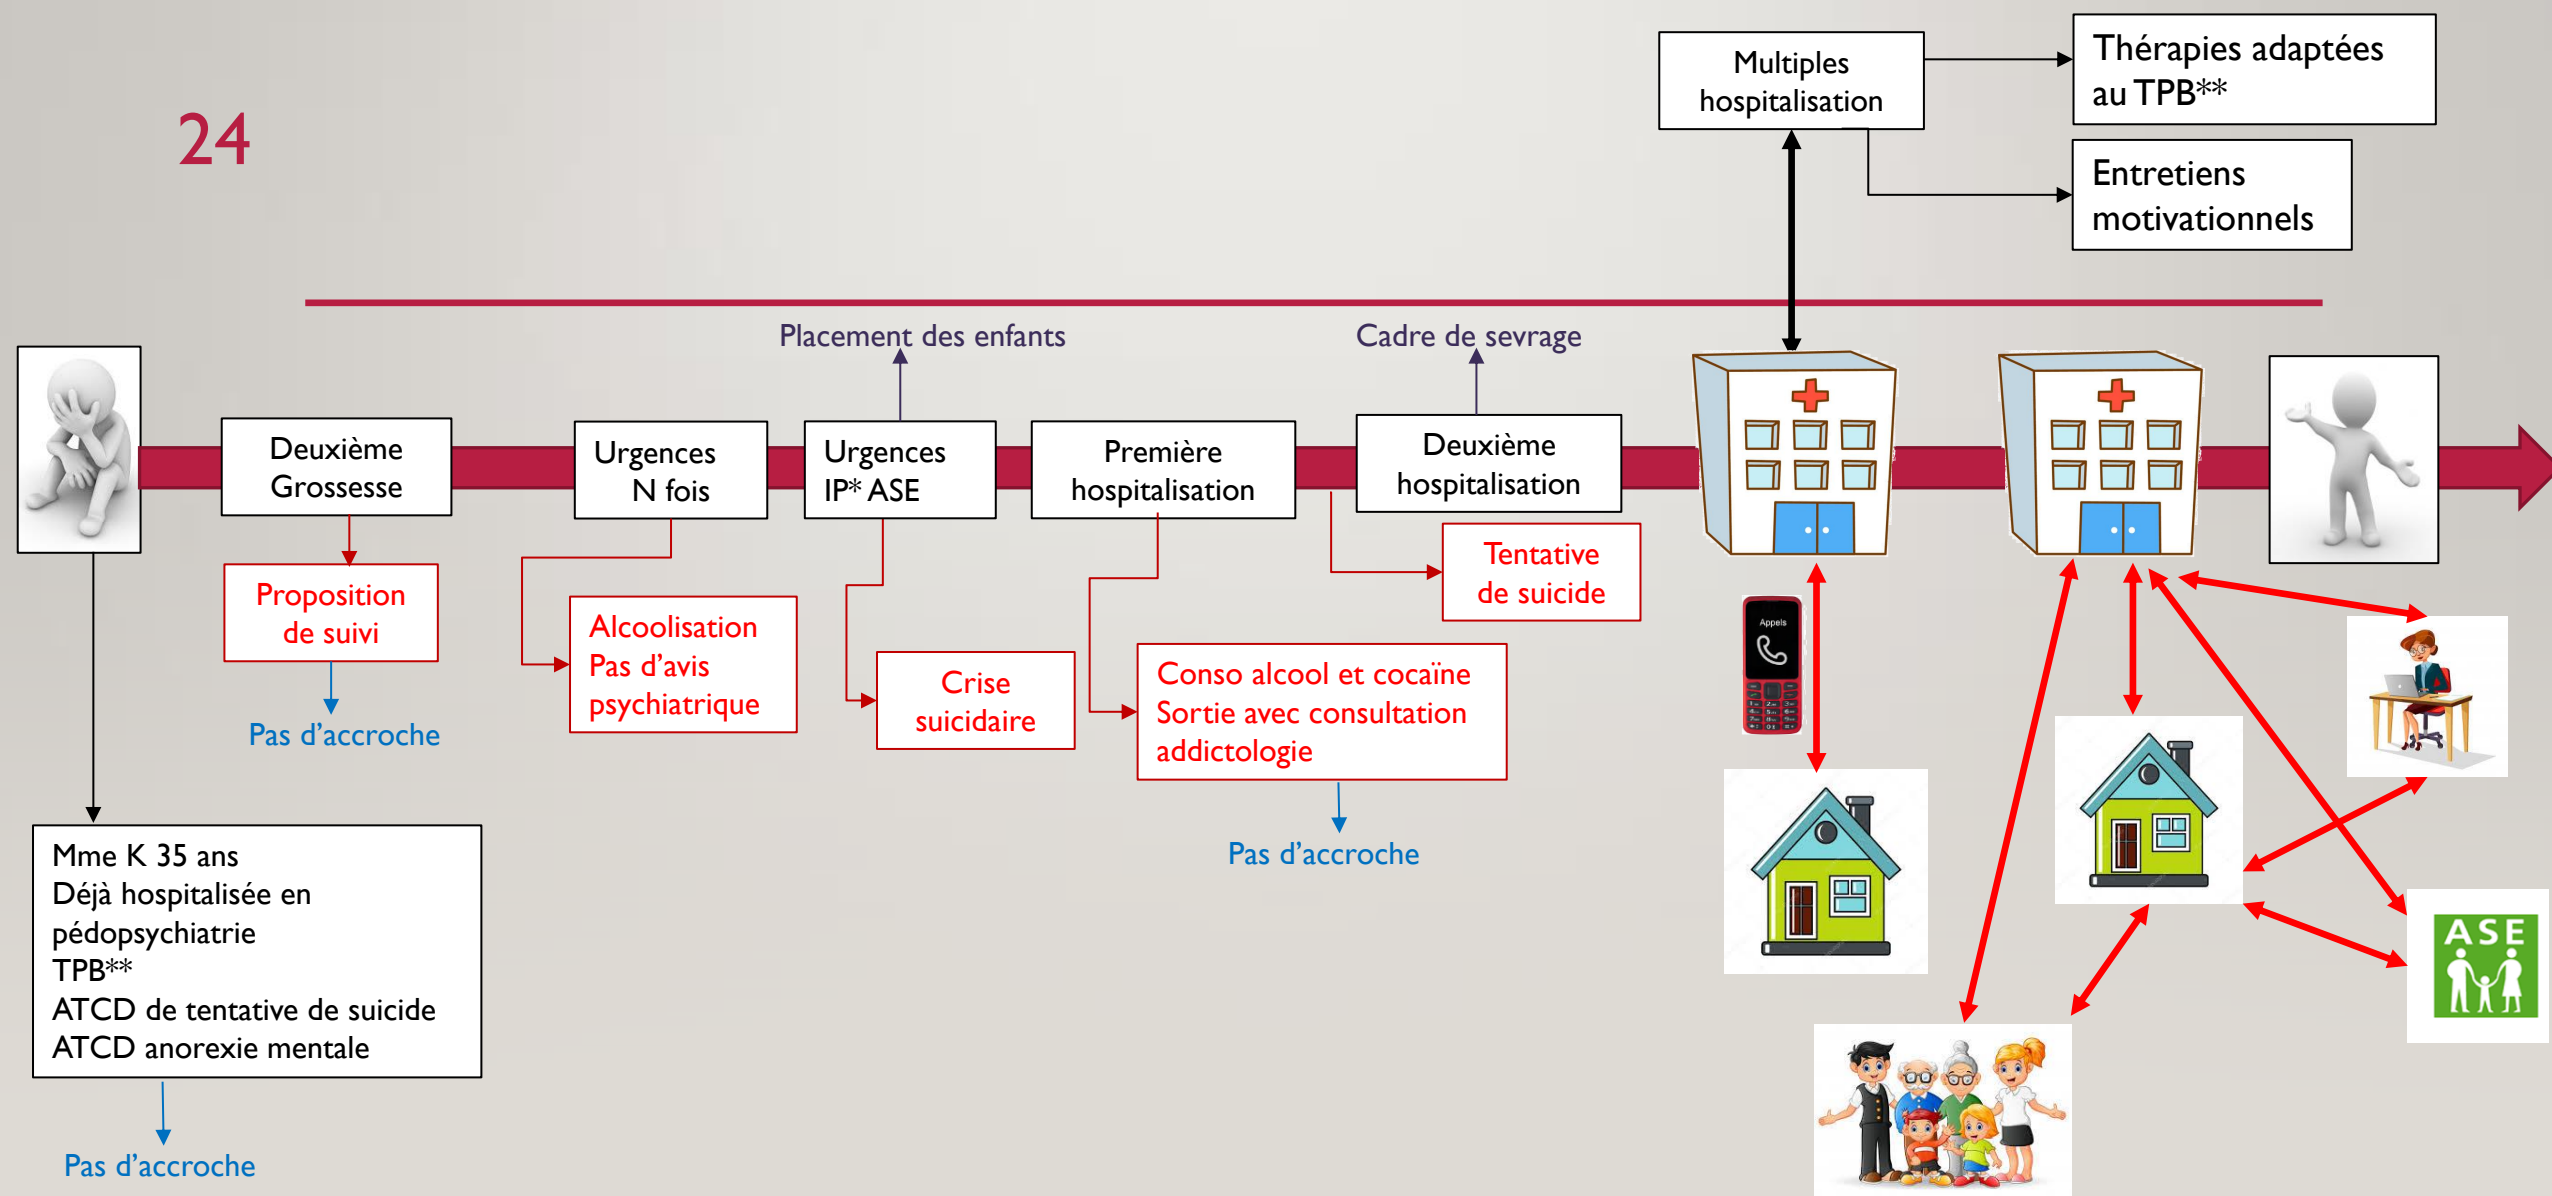 24
Multiples
hospitalisation
Thérapies adaptées
au TPB**
Entretiens
motivationnels
Placement des enfants
Cadre de sevrage
Deuxième
Grossesse
Urgences
N fois
Urgences
IP* ASE
Première
hospitalisation
Deuxième
hospitalisation
Proposition
de suivi
Pas d’accroche
Alcoolisation
Pas d’avis
psychiatrique
Crise
suicidaire
Conso alcool et cocaïne
Sortie avec consultation
addictologie
Pas d’accroche
Tentative
de suicide
Appels
Mme K 35 ans
Déjà hospitalisée en
pédopsychiatrie
TPB**
ATCD de tentative de suicide
ATCD anorexie mentale
Pas d’accroche
ASE